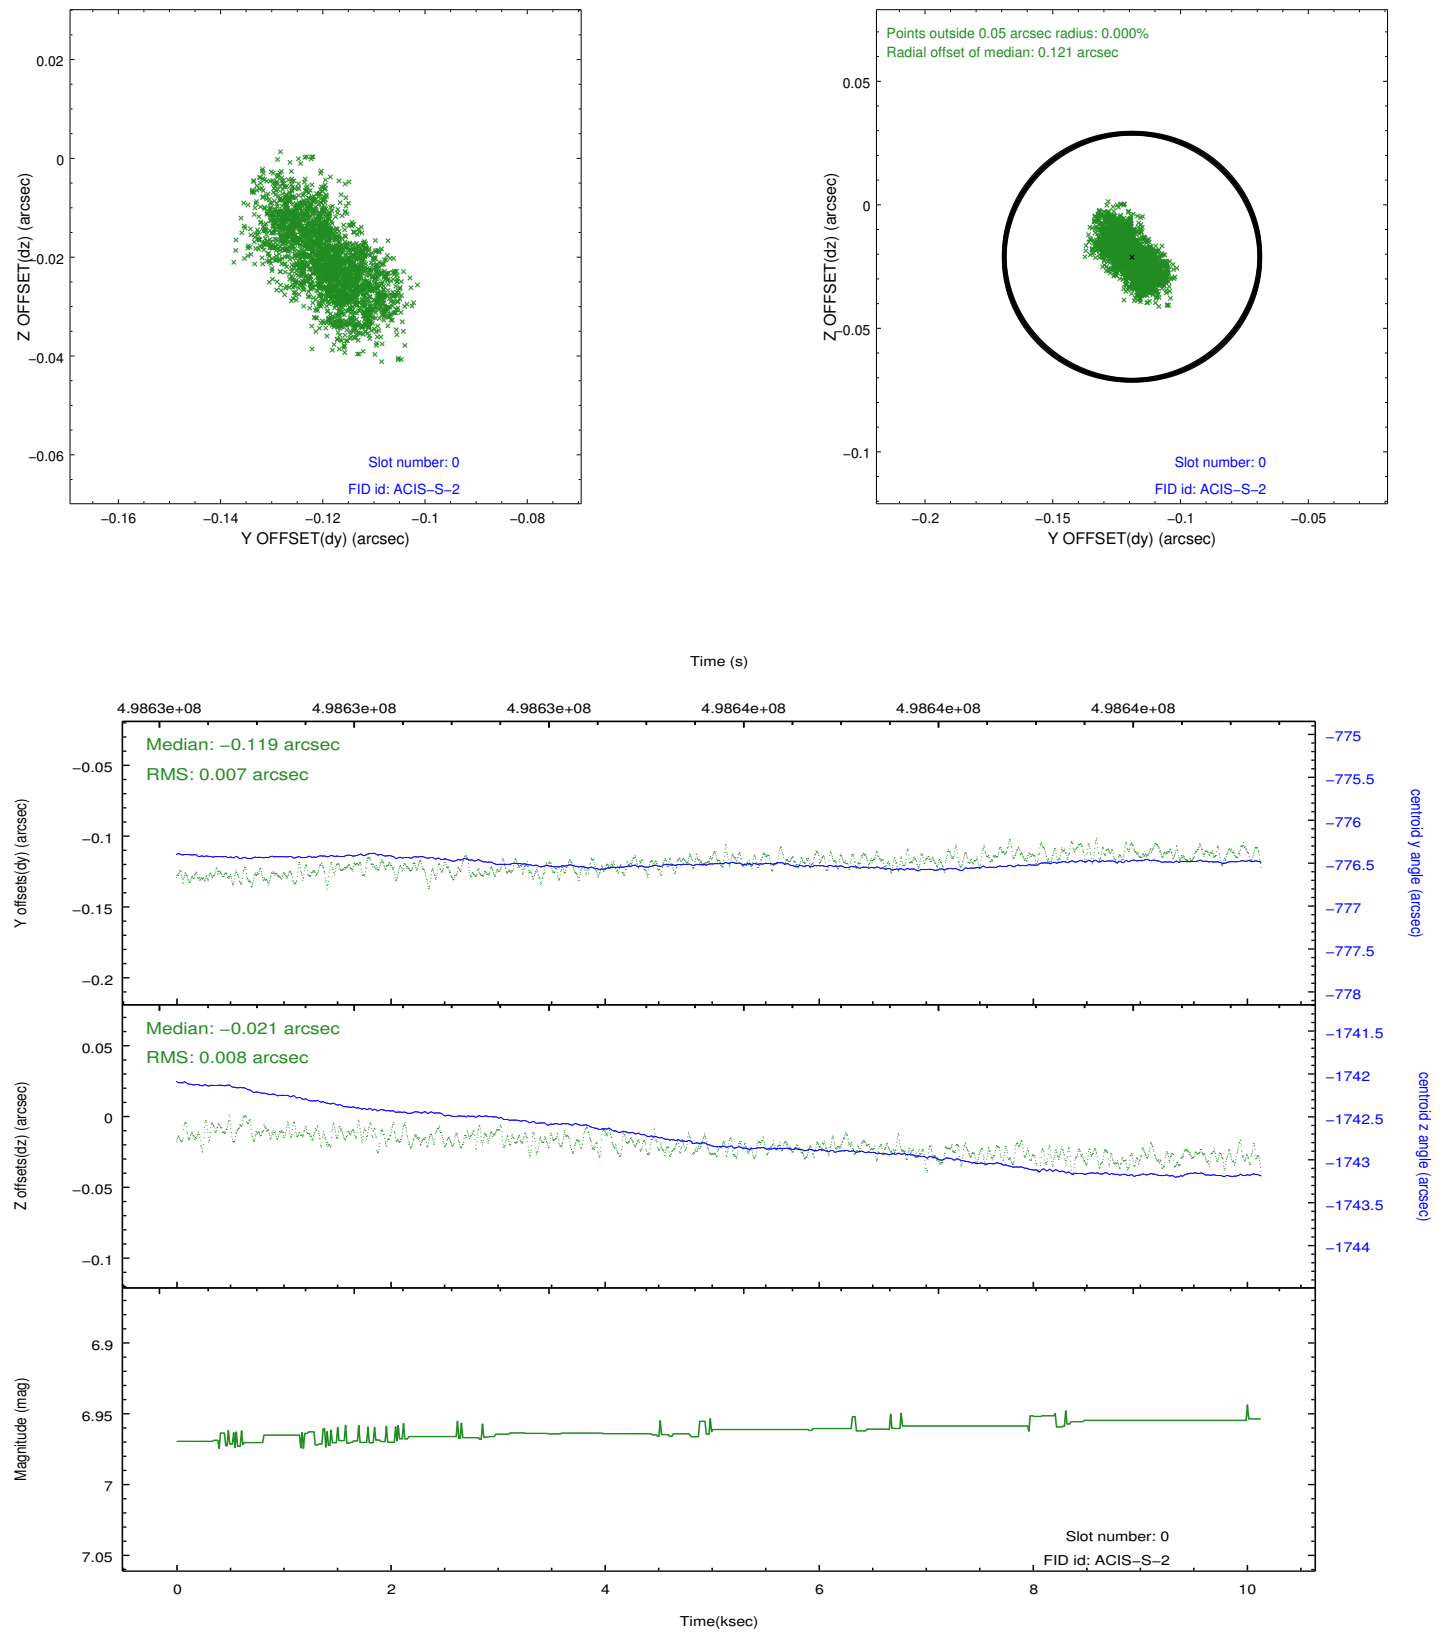 0.02
0
−0.02
−0.04
−0.06
Z OFFSET(dz) (arcsec)
Slot number: 0
FID id: ACIS−S−2
−0.16
−0.14
−0.12
−0.1
−0.08
Y OFFSET(dy) (arcsec)
Points outside 0.05 arcsec radius: 0.000%
Radial offset of median: 0.121 arcsec
0.05
0
−0.05
−0.1
Z OFFSET(dz) (arcsec)
Slot number: 0
FID id: ACIS−S−2
−0.2
−0.15
−0.1
−0.05
Y OFFSET(dy) (arcsec)
Time (s)
4.9863e+08
4.9863e+08
4.9863e+08
4.9864e+08
4.9864e+08
4.9864e+08
Median: −0.119 arcsec
RMS: 0.007 arcsec
−0.05
−0.1
−0.15
−0.2
Y offsets(dy) (arcsec)
−775
−775.5
−776
−776.5
−777
−777.5
−778
centroid y angle (arcsec)
Median: −0.021 arcsec
RMS: 0.008 arcsec
0.05
0
−0.05
−0.1
Z offsets(dz) (arcsec)
−1741.5
−1742
−1742.5
−1743
−1743.5
−1744
centroid z angle (arcsec)
6.9
6.95
7
7.05
Magnitude (mag)
Slot number: 0
FID id: ACIS−S−2
0
2
4
6
8
10
Time(ksec)